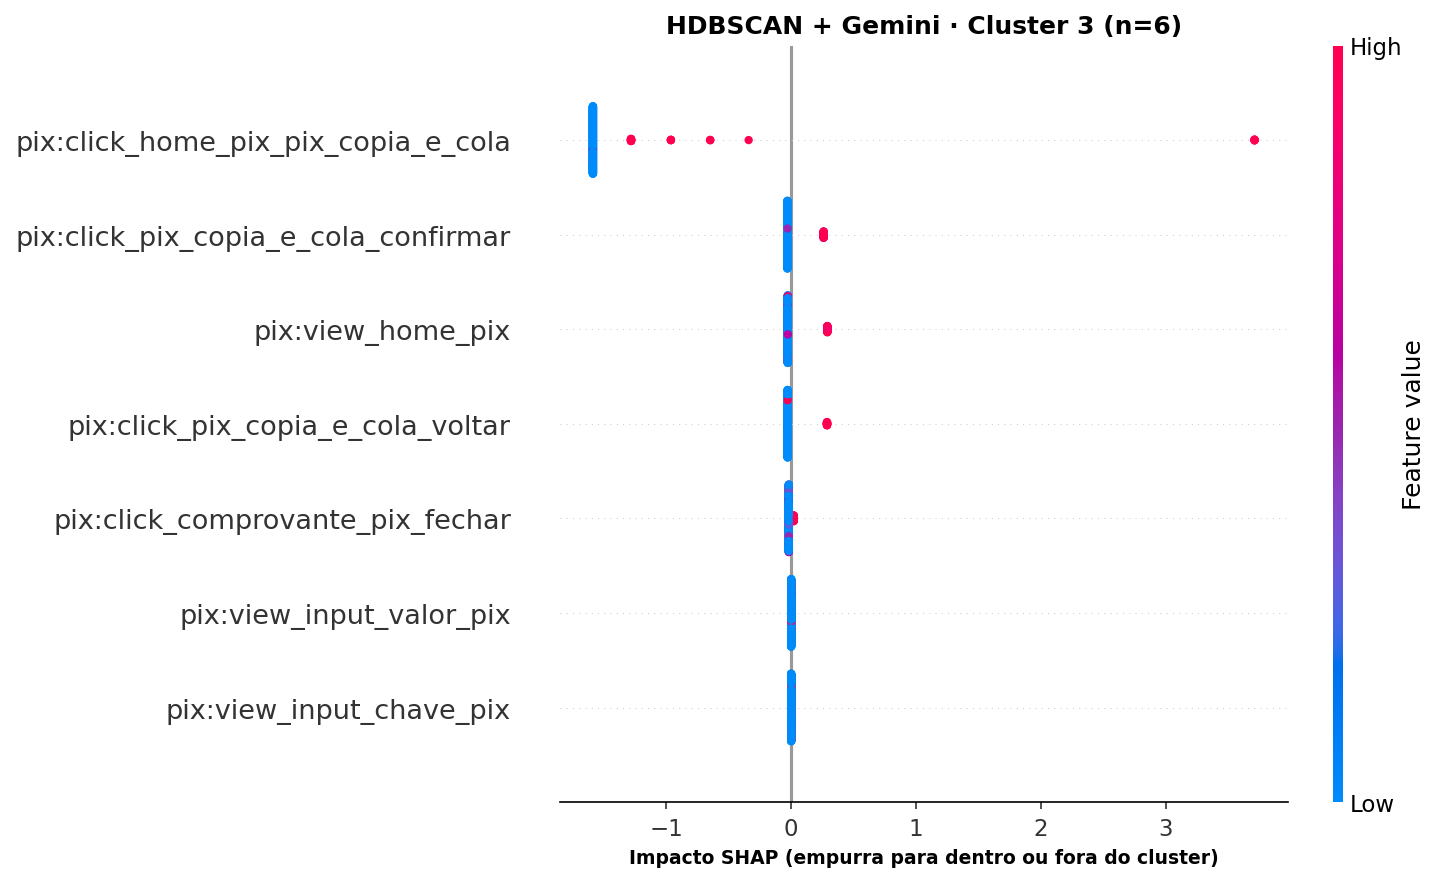 HDBSCAN + Gemini · Cluster 3 (n=6)
High
pix:click_home_pix_pix_copia_e_cola
pix:click_pix_copia_e_cola_confirmar
pix:view_home_pix
pix:click_pix_copia_e_cola_voltar
pix:click_comprovante_pix_fechar
pix:view_input_valor_pix
pix:view_input_chave_pix
Feature value
Low
−1 0 1 2 3
Impacto SHAP (empurra para dentro ou fora do cluster)